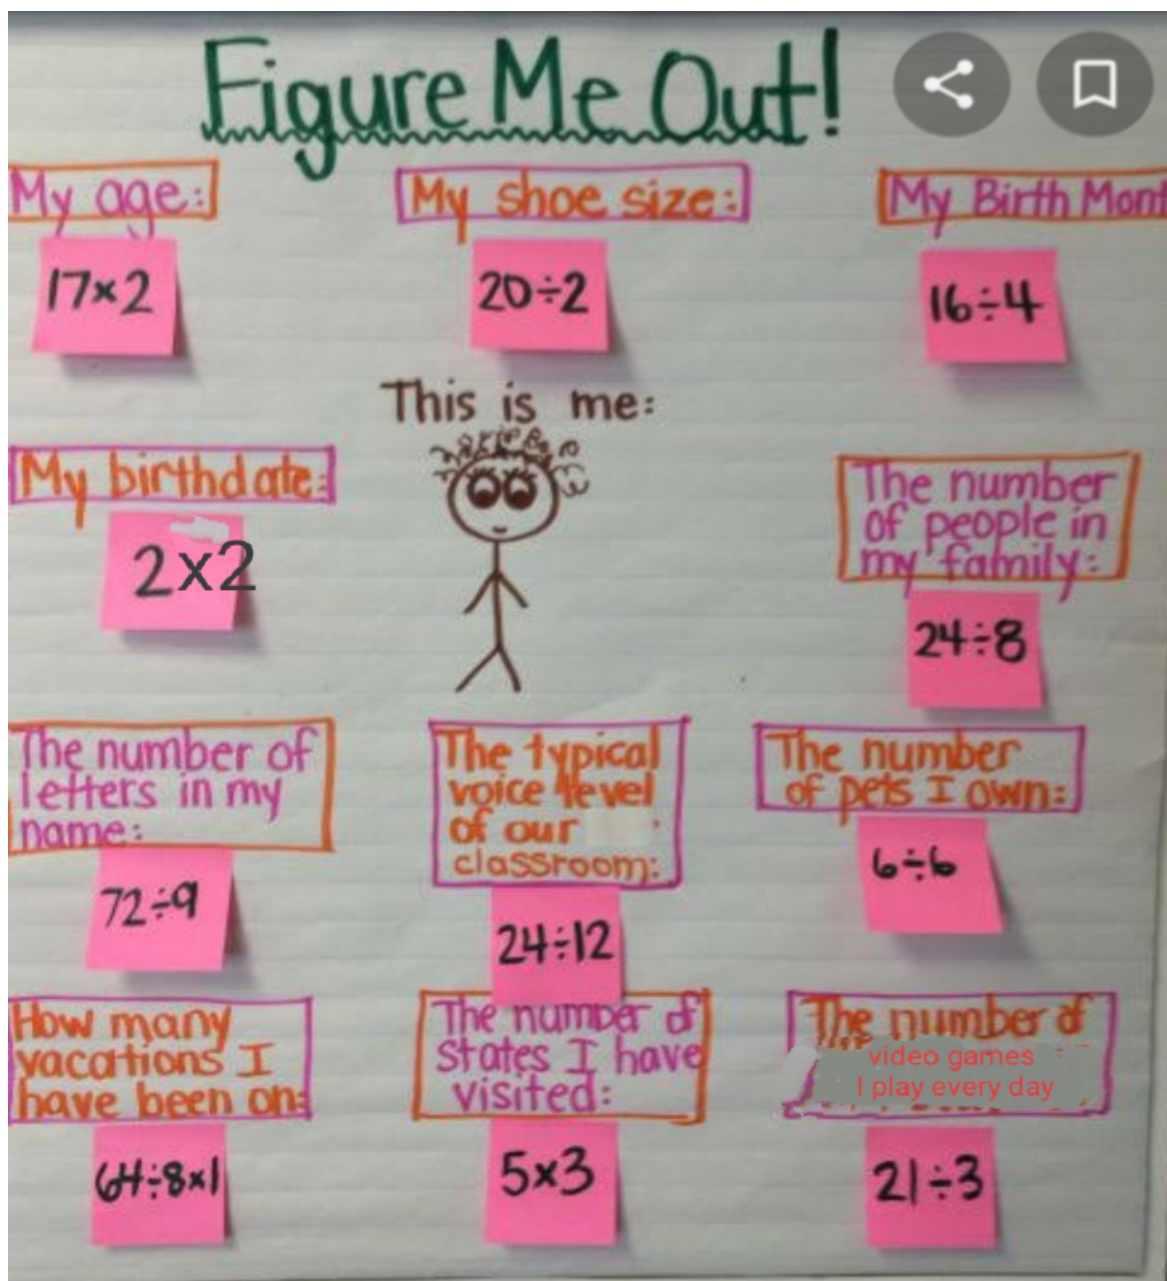 Figure Me Out!
My age:
17×2
My shoe size:
20÷2
My Birth Mont
16÷4
This is me:
My birthdate:
2x2
The number
of people in
my family:
24÷8
The number of
letters in my
name:
72÷9
The typical
voice level
of our
classroom:
24÷12
The number
of pets I own:
6÷6
How many
vacations I
have been on:
64÷8×1
The number of
states I have
visited:
5×3
The number of
video games
I play every day
21÷3